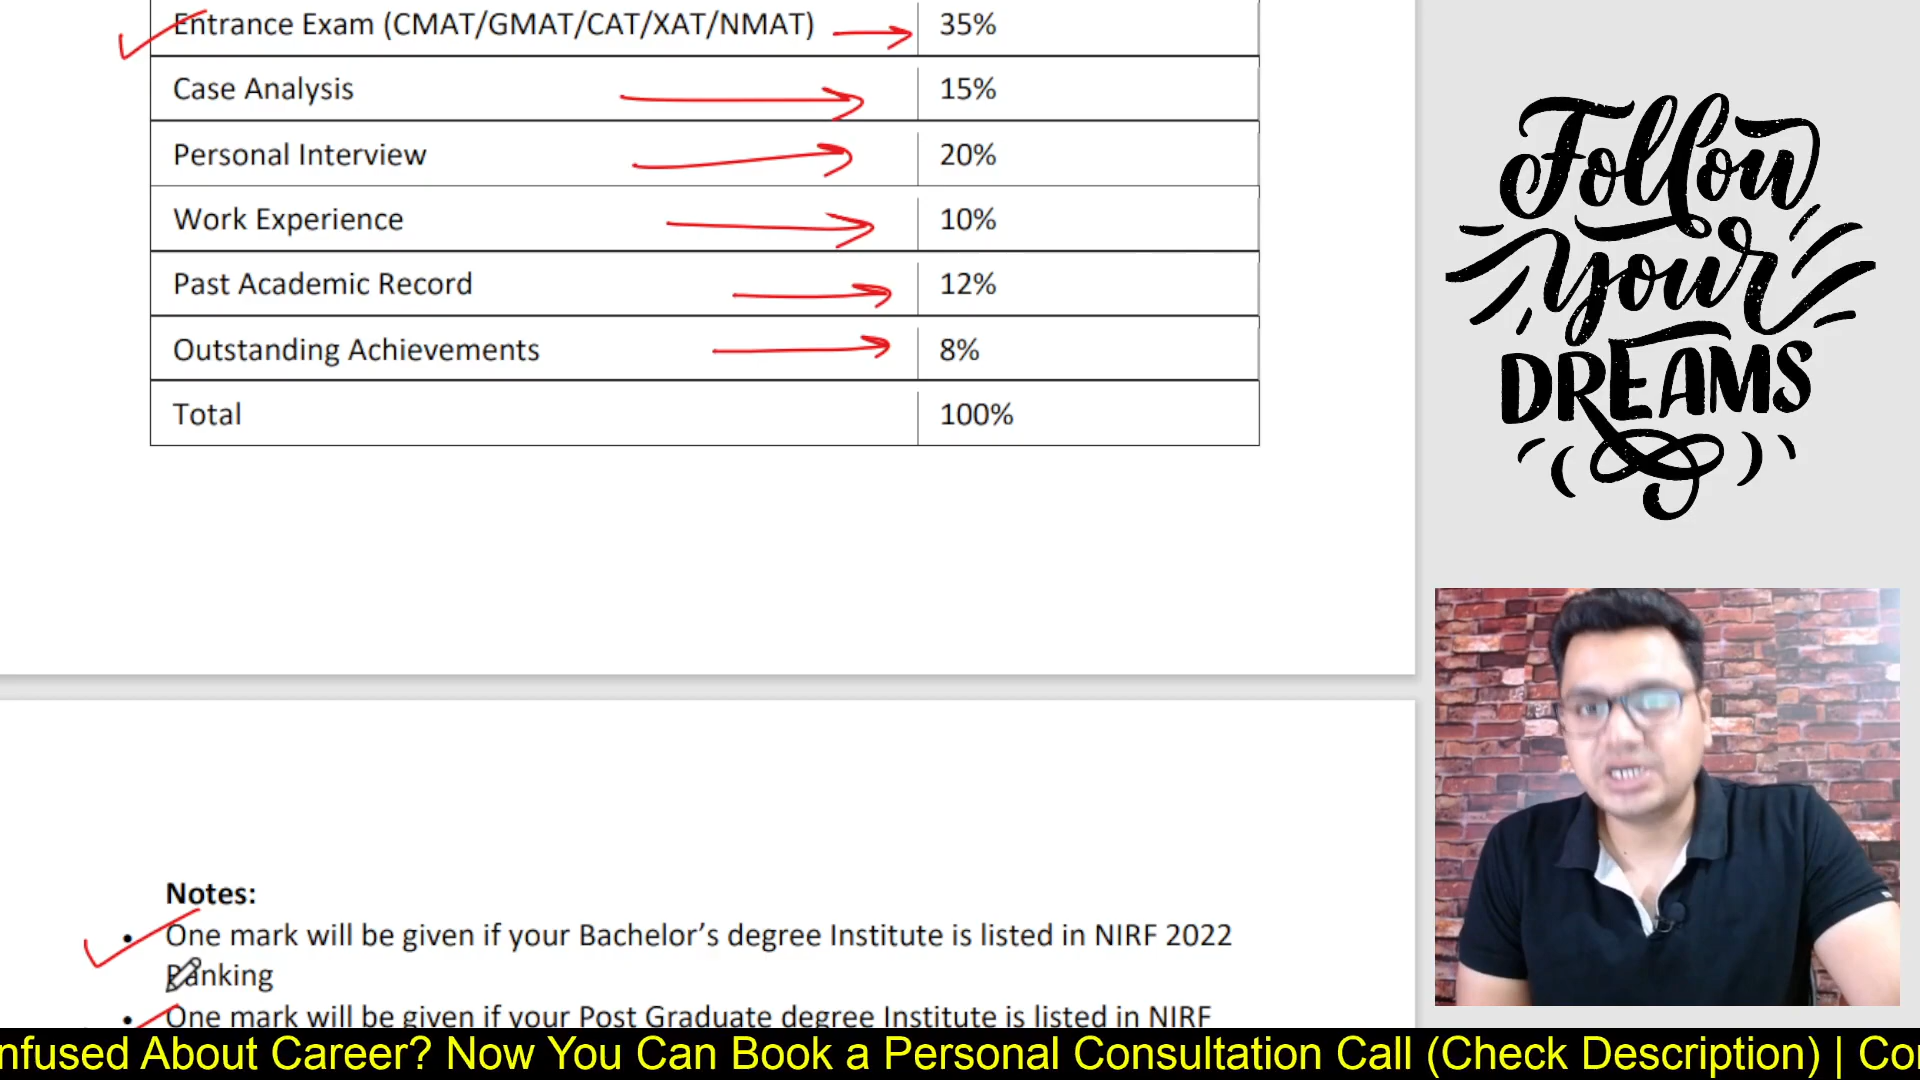 Entrance Exam (CMAT/GMAT/CAT/XAT/NMAT) 35%
Case Analysis 15%
Personal Interview 20%
Work Experience 10%
Past Academic Record 12%
Outstanding Achievements 8%
Total 100%
Follow
Your
DREAMS
Notes:
• One mark will be given if your Bachelor’s degree Institute is listed in NIRF 2022
Ranking
• One mark will be given if your Post Graduate degree Institute is listed in NIRF
nfused About Career? Now You Can Book a Personal Consultation Call (Check Description) | Co